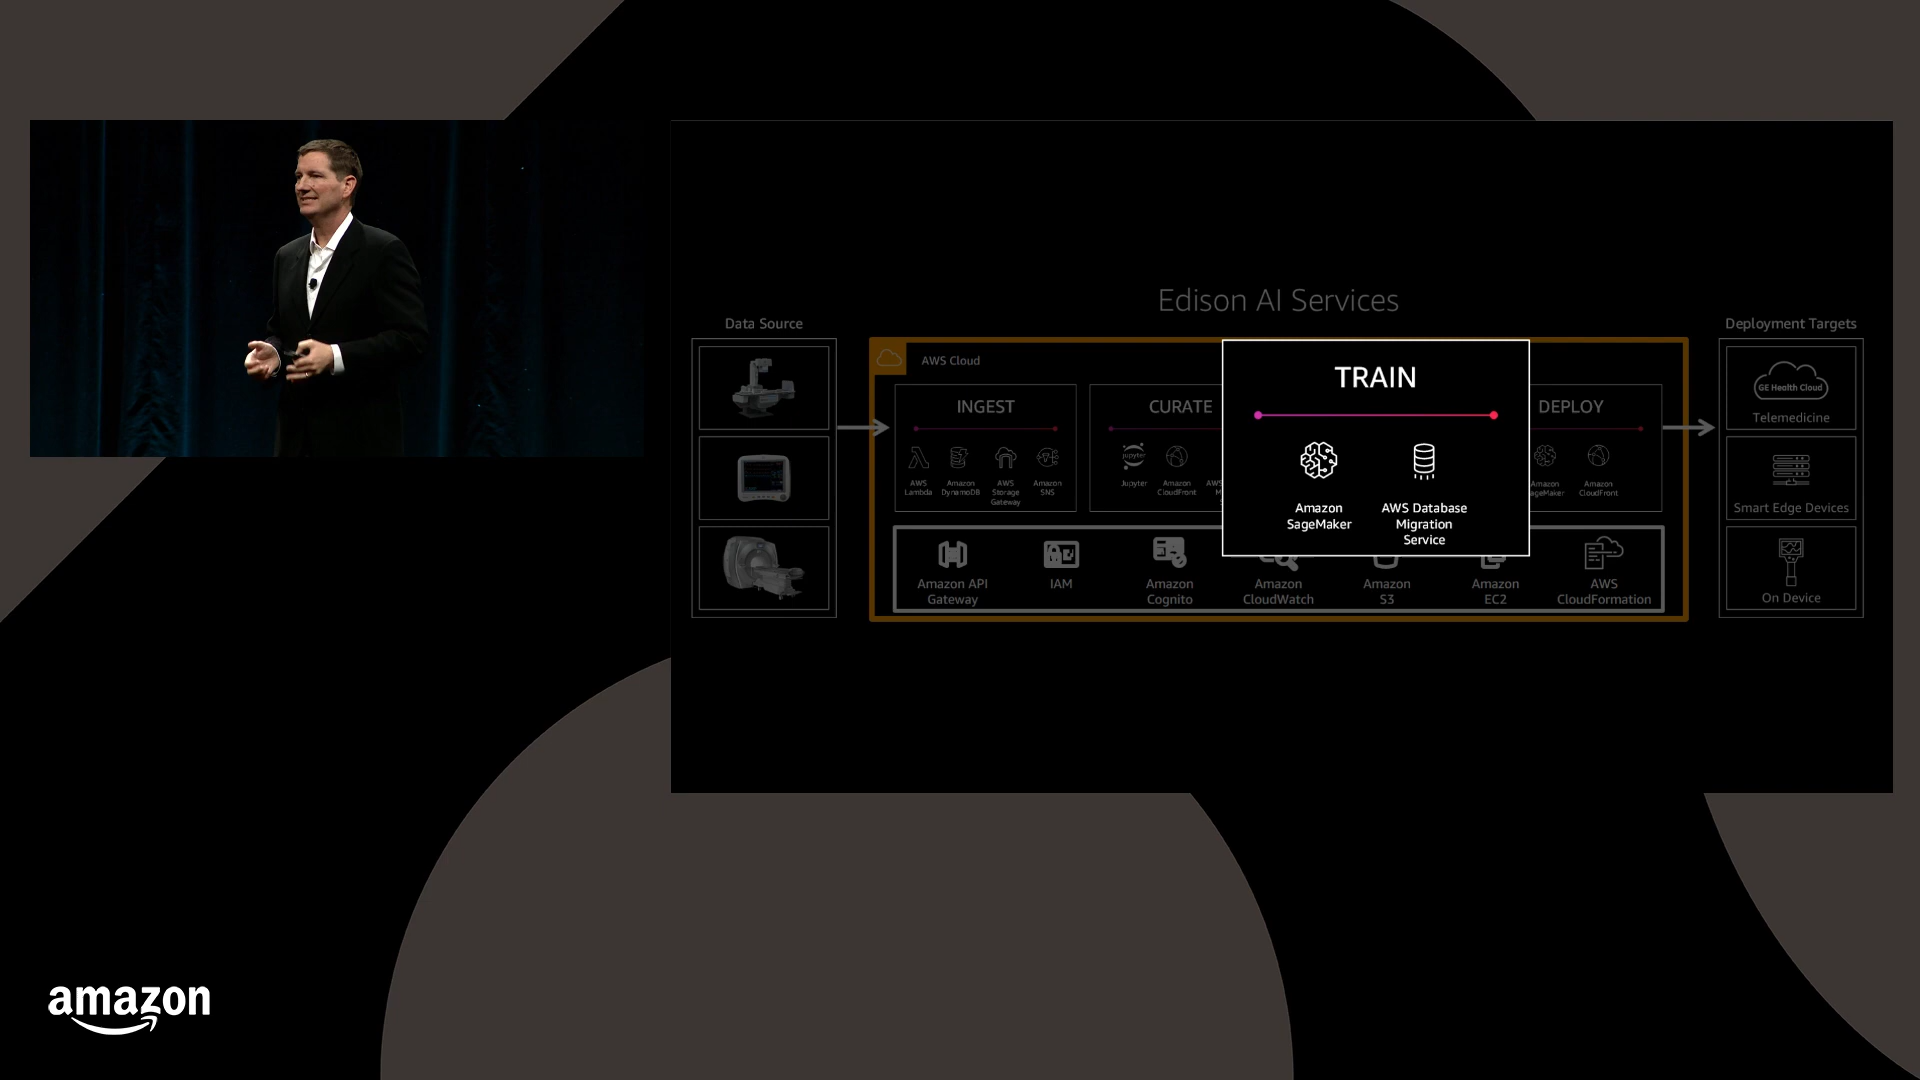 Edison AI Services
Data Source
Deployment Targets
AWS Cloud
INGEST
AWS
Lambda
Amazon
DynamoDB
AWS
Storage
Gateway
Amazon
SNS
CURATE
Jupyter
Jupyter
Amazon
CloudFront
TRAIN
Amazon
SageMaker
AWS Database
Migration
Service
DEPLOY
Amazon
SageMaker
Amazon
CloudFront
Amazon API
Gateway
IAM
Amazon
Cognito
Amazon
CloudWatch
Amazon
S3
Amazon
EC2
AWS
CloudFormation
GE Health Cloud
Telemedicine
Smart Edge Devices
On Device
amazon